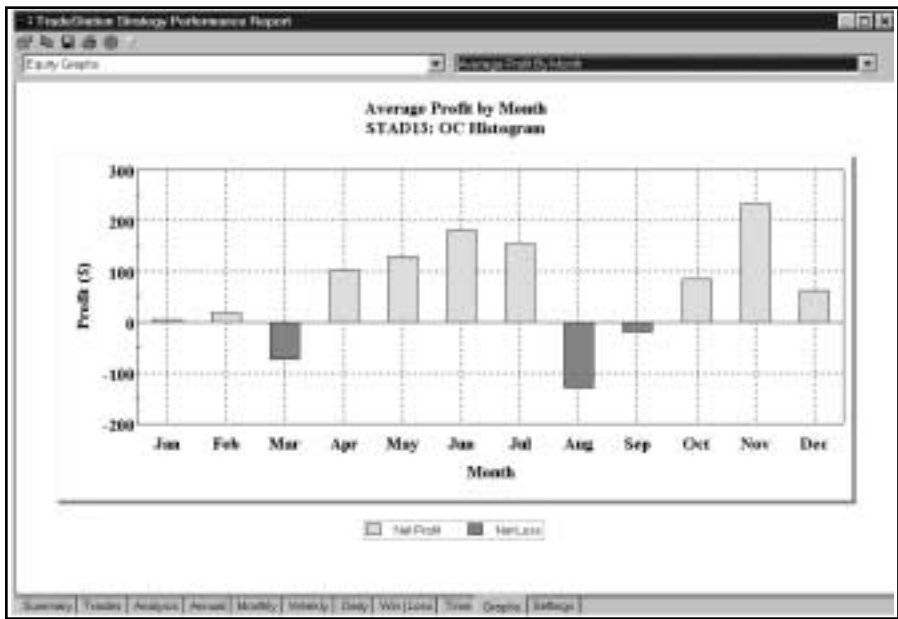 TradeStation Strategy Performance Report
Equity Graphs
Average Profit By Month
Average Profit by Month
STAD13: OC Histogram
300
200
100
0
-100
-200
Profit ($)
Jan Feb Mar Apr May Jun Jul Aug Sep Oct Nov Dec
Month
Net Profit Net Loss
Summary Trades Analysis Annual Monthly Weekly Daily Win|Loss Time Graphs Settings